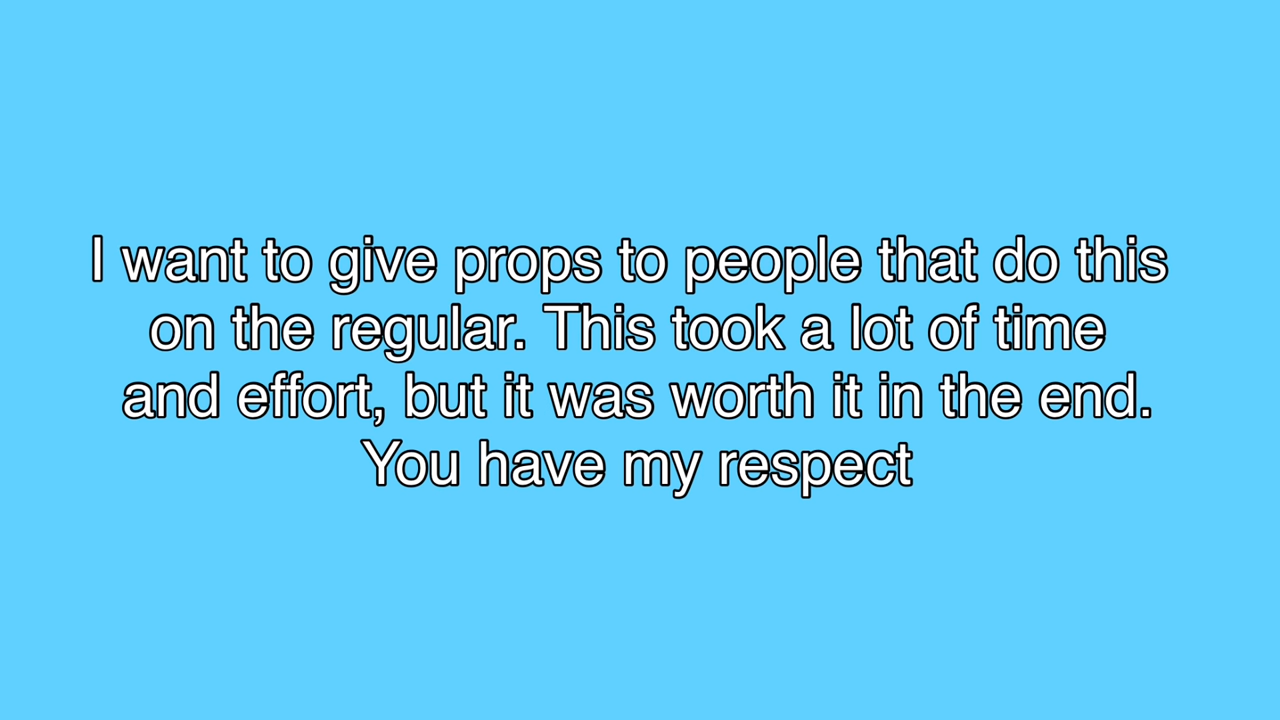 I want to give props to people that do this
on the regular. This took a lot of time
and effort, but it was worth it in the end.
You have my respect